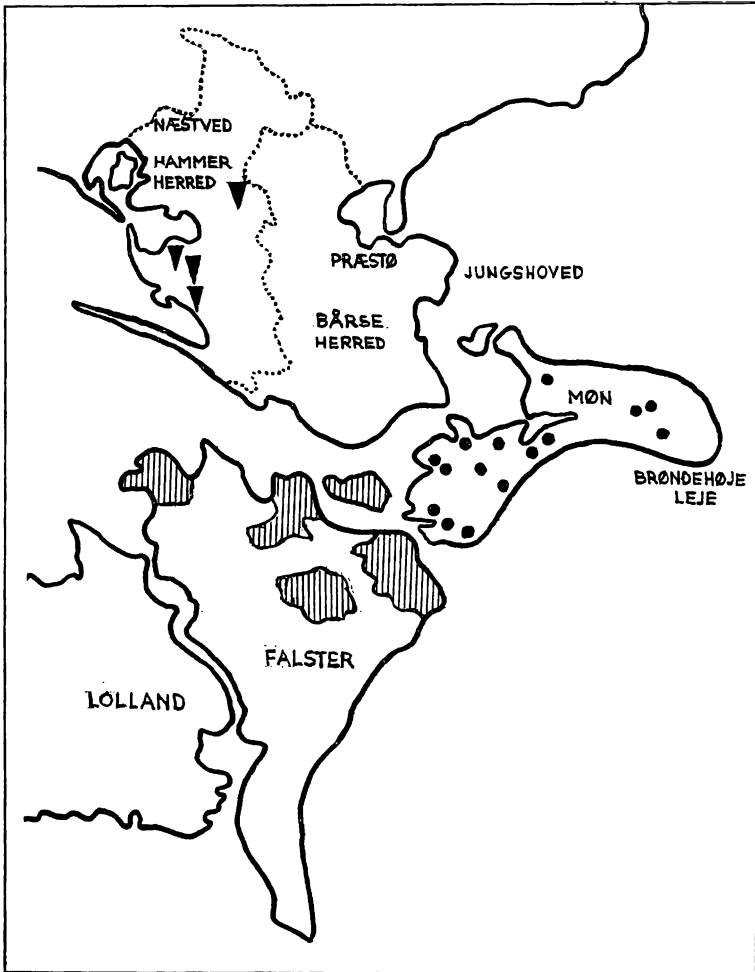 NÆSTVED
HAMMER
HERRED
PRÆSTØ
JUNGSHOVED
BÅRSE
HERRED
MØN
BRØNDEHØJE
LEJE
FALSTER
LOLLAND